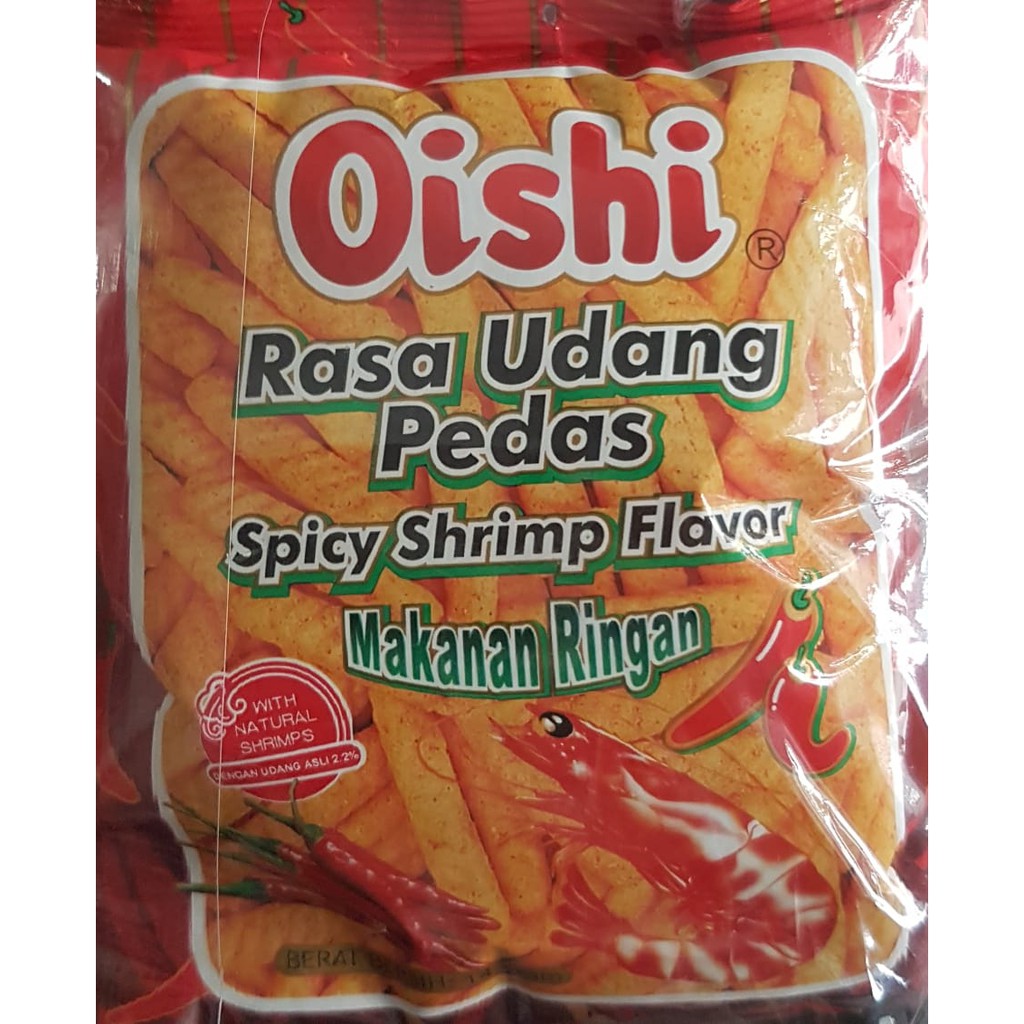 Oishi ®
Rasa Udang
Pedas
Spicy Shrimp Flavor
Makanan Ringan
WITH
NATURAL
SHRIMPS
DENGAN UDANG ASLI 2.2%
BERAT